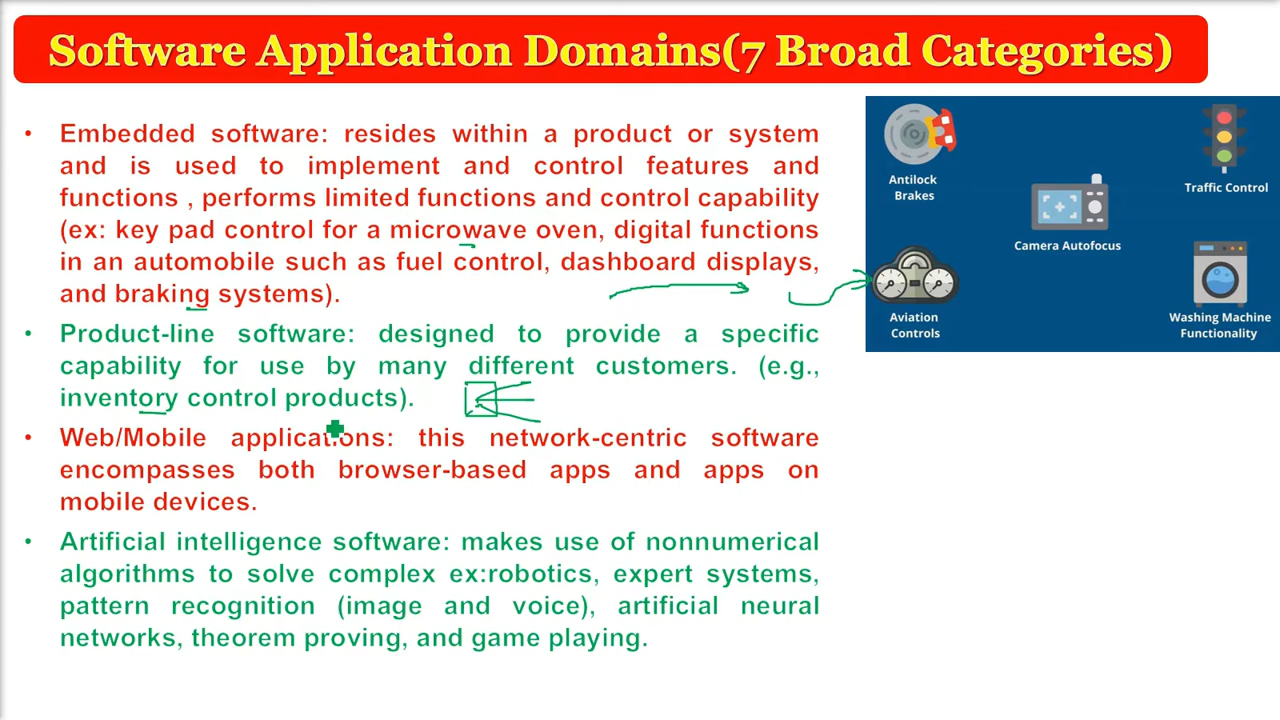 Software Application Domains(7 Broad Categories)
• Embedded software: resides within a product or system
and is used to implement and control features and
functions , performs limited functions and control capability
(ex: key pad control for a microwave oven, digital functions
in an automobile such as fuel control, dashboard displays,
and braking systems).
• Product-line software: designed to provide a specific
capability for use by many different customers. (e.g.,
inventory control products).
• Web/Mobile applications: this network-centric software
encompasses both browser-based apps and apps on
mobile devices.
• Artificial intelligence software: makes use of nonnumerical
algorithms to solve complex ex:robotics, expert systems,
pattern recognition (image and voice), artificial neural
networks, theorem proving, and game playing.
Antilock
Brakes
Traffic Control
Camera Autofocus
Aviation
Controls
Washing Machine
Functionality